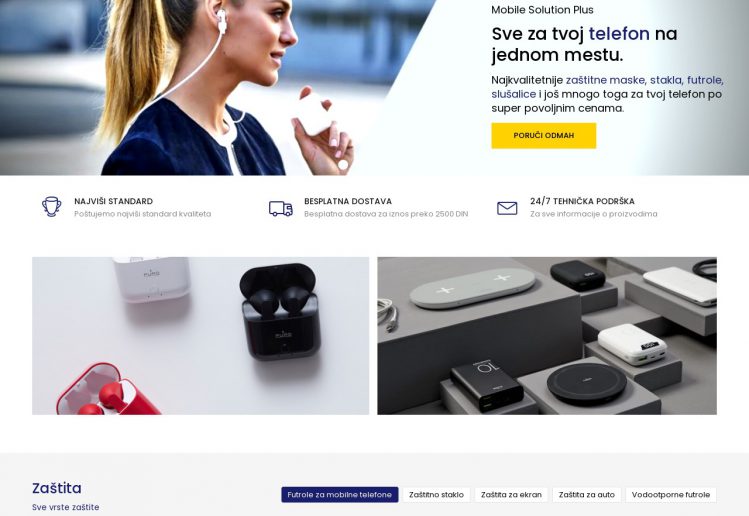 Mobile Solution Plus
Sve za tvoj telefon na
jednom mestu.
Najkvalitetnije zaštitne maske, stakla, futrole,
slušalice i još mnogo toga za tvoj telefon po
super povoljnim cenama.
PORUČI ODMAH
NAJVIŠI STANDARD
Poštujemo najviši standard kvaliteta
BESPLATNA DOSTAVA
Besplatna dostava za iznos preko 2500 DIN
24/7 TEHNIČKA PODRŠKA
Za sve informacije o proizvodima
PURO
PURO
10
Zaštita
Sve vrste zaštite
Futrole za mobilne telefone
Zaštitno staklo
Zaštita za ekran
Zaštita za auto
Vodootporne futrole